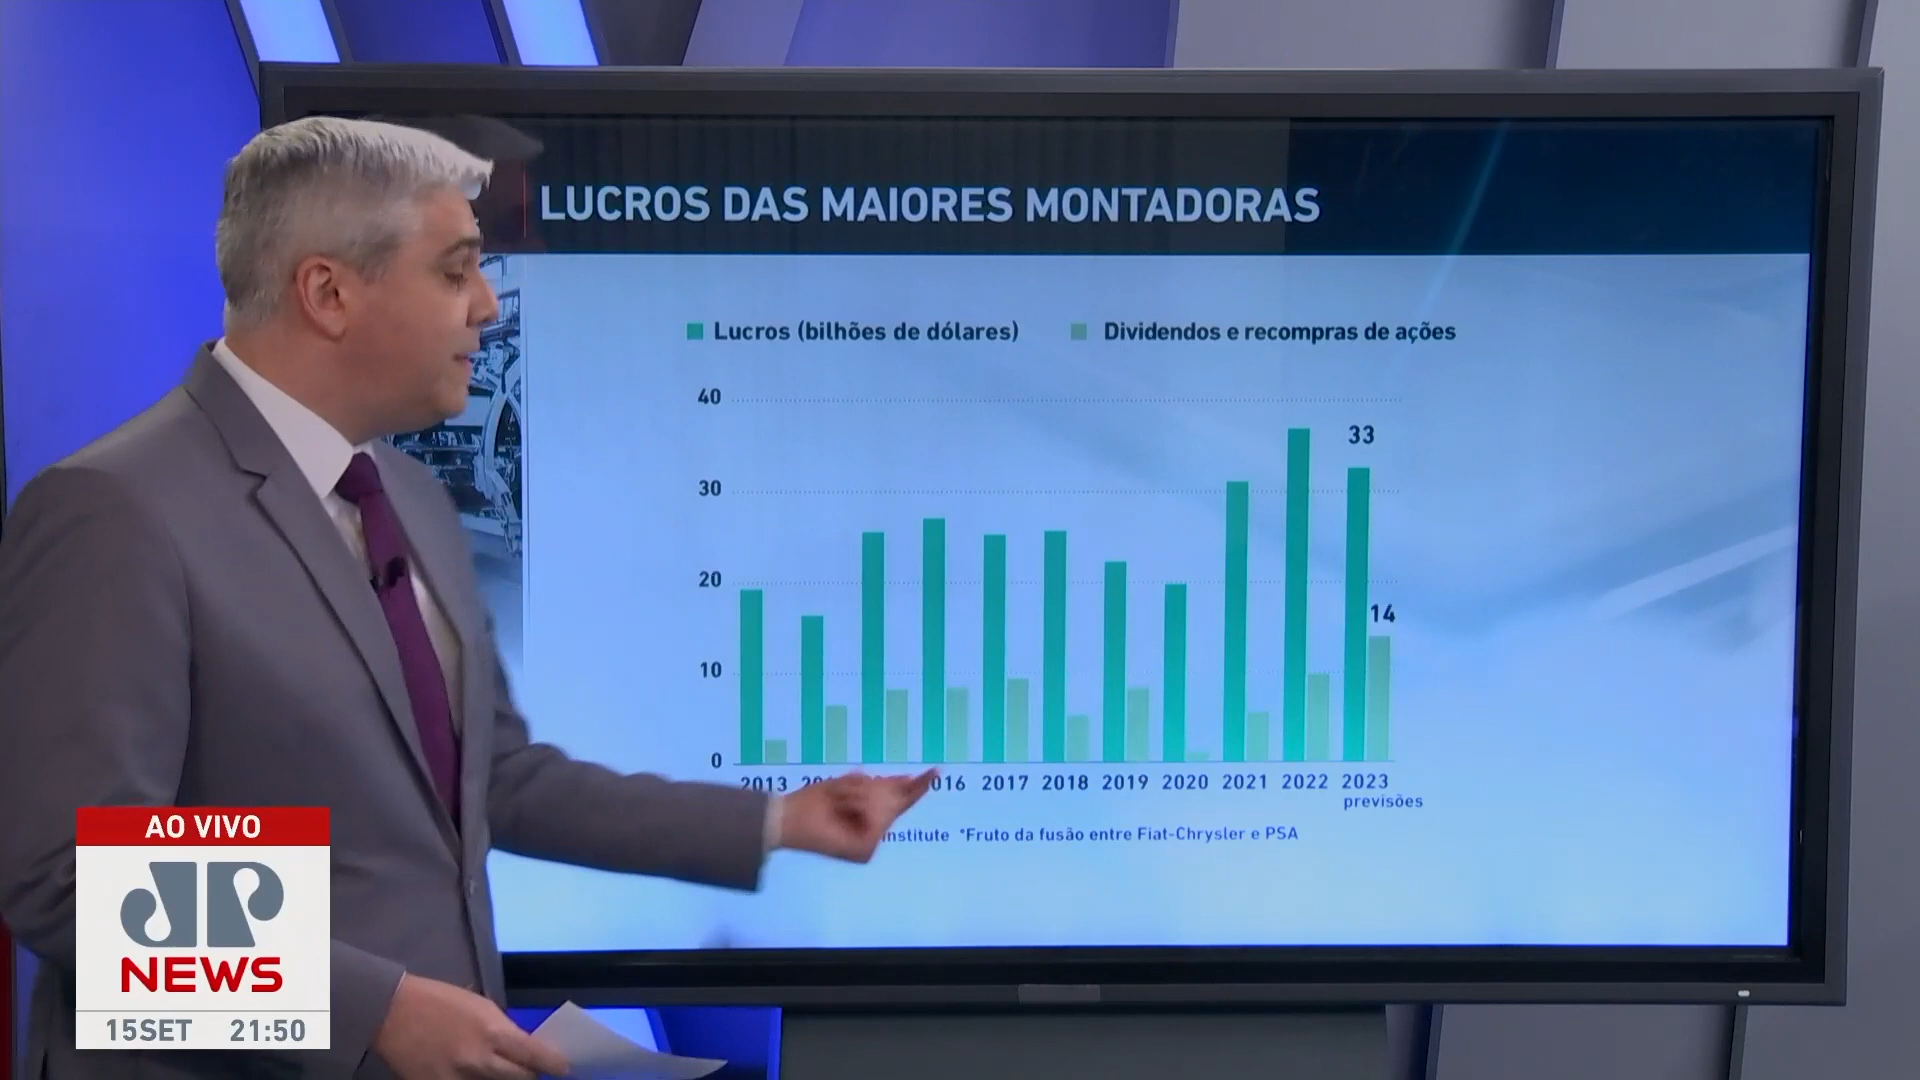 LUCROS DAS MAIORES MONTADORAS
Lucros (bilhões de dólares) Dividendos e recompras de ações
40
30
20
10
0
33
14
2013 2017 2018 2019 2020 2021 2022 2023
previsões
*Fruto da fusão entre Fiat-Chrysler e PSA
AO VIVO
JP
NEWS
15SET 21:50